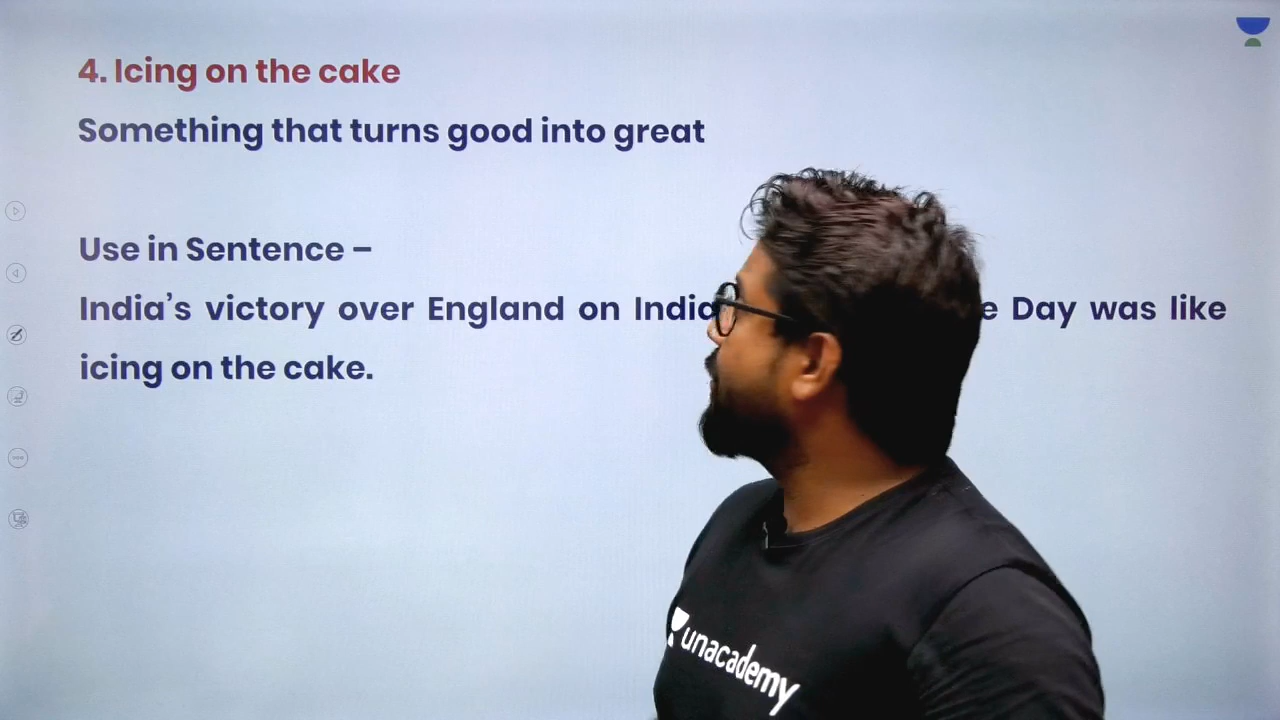 4. Icing on the cake
Something that turns good into great
Use in Sentence –
India's victory over England on India e Day was like
icing on the cake.
unacademy